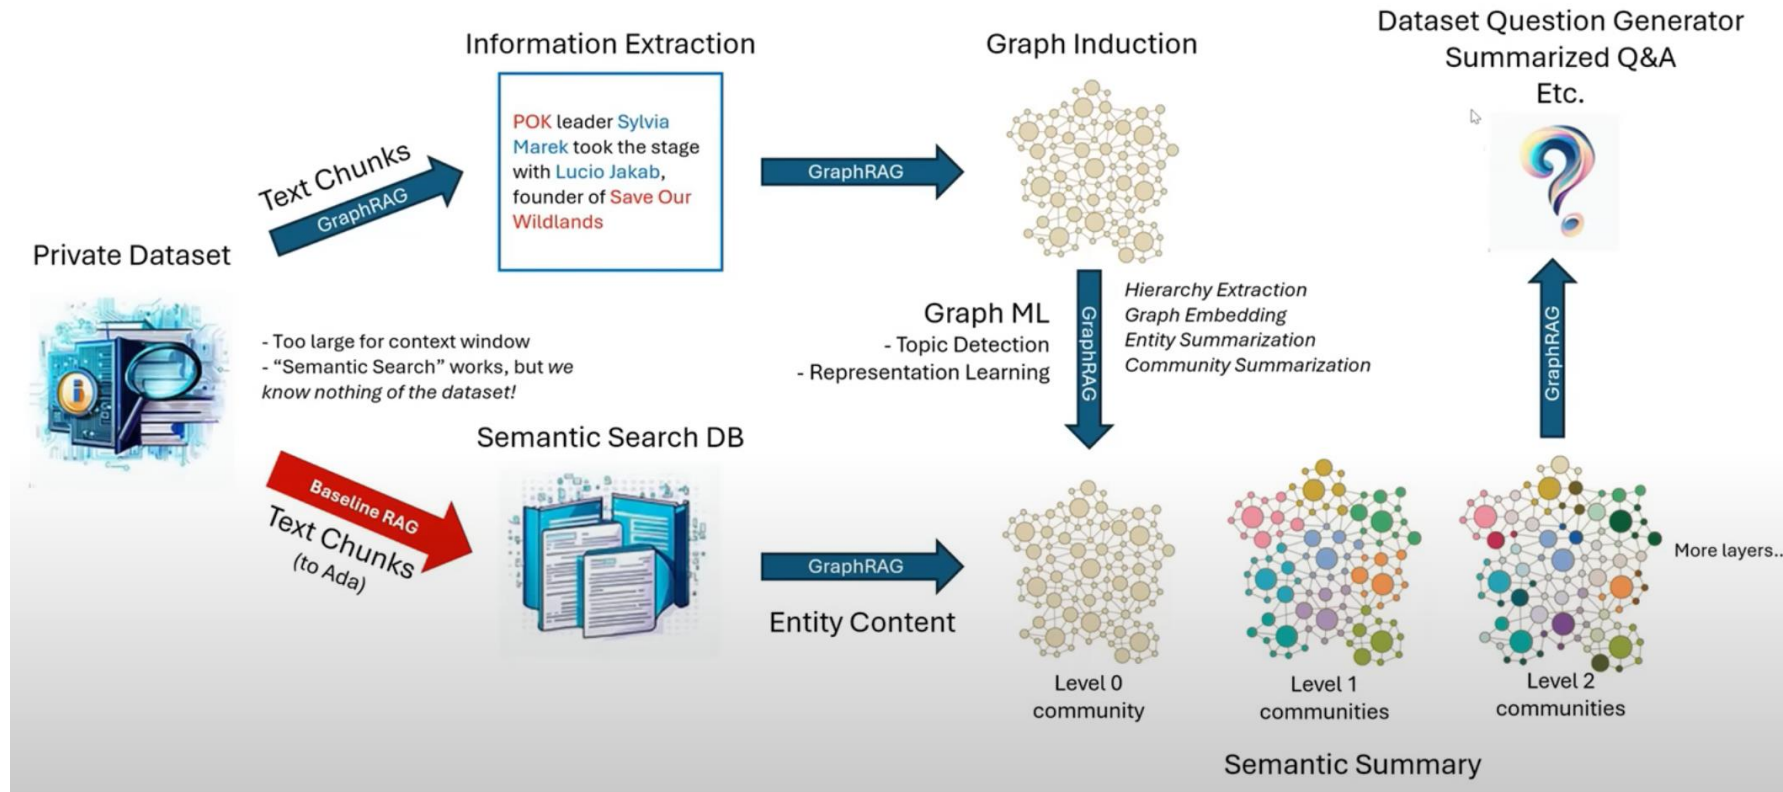 Information Extraction
Graph Induction
Dataset Question Generator
Summarized Q&A
Etc.
POK leader Sylvia
Marek took the stage
with Lucio Jakab,
founder of Save Our
Wildlands
Text Chunks
GraphRAG
GraphRAG
Private Dataset
- Too large for context window
- “Semantic Search” works, but we
know nothing of the dataset!
Graph ML
- Topic Detection
- Representation Learning
GraphRAG
Hierarchy Extraction
Graph Embedding
Entity Summarization
Community Summarization
GraphRAG
Semantic Search DB
Baseline RAG
Text Chunks
(to Ada)
GraphRAG
Entity Content
More layers..
Level 0
community
Level 1
communities
Level 2
communities
Semantic Summary